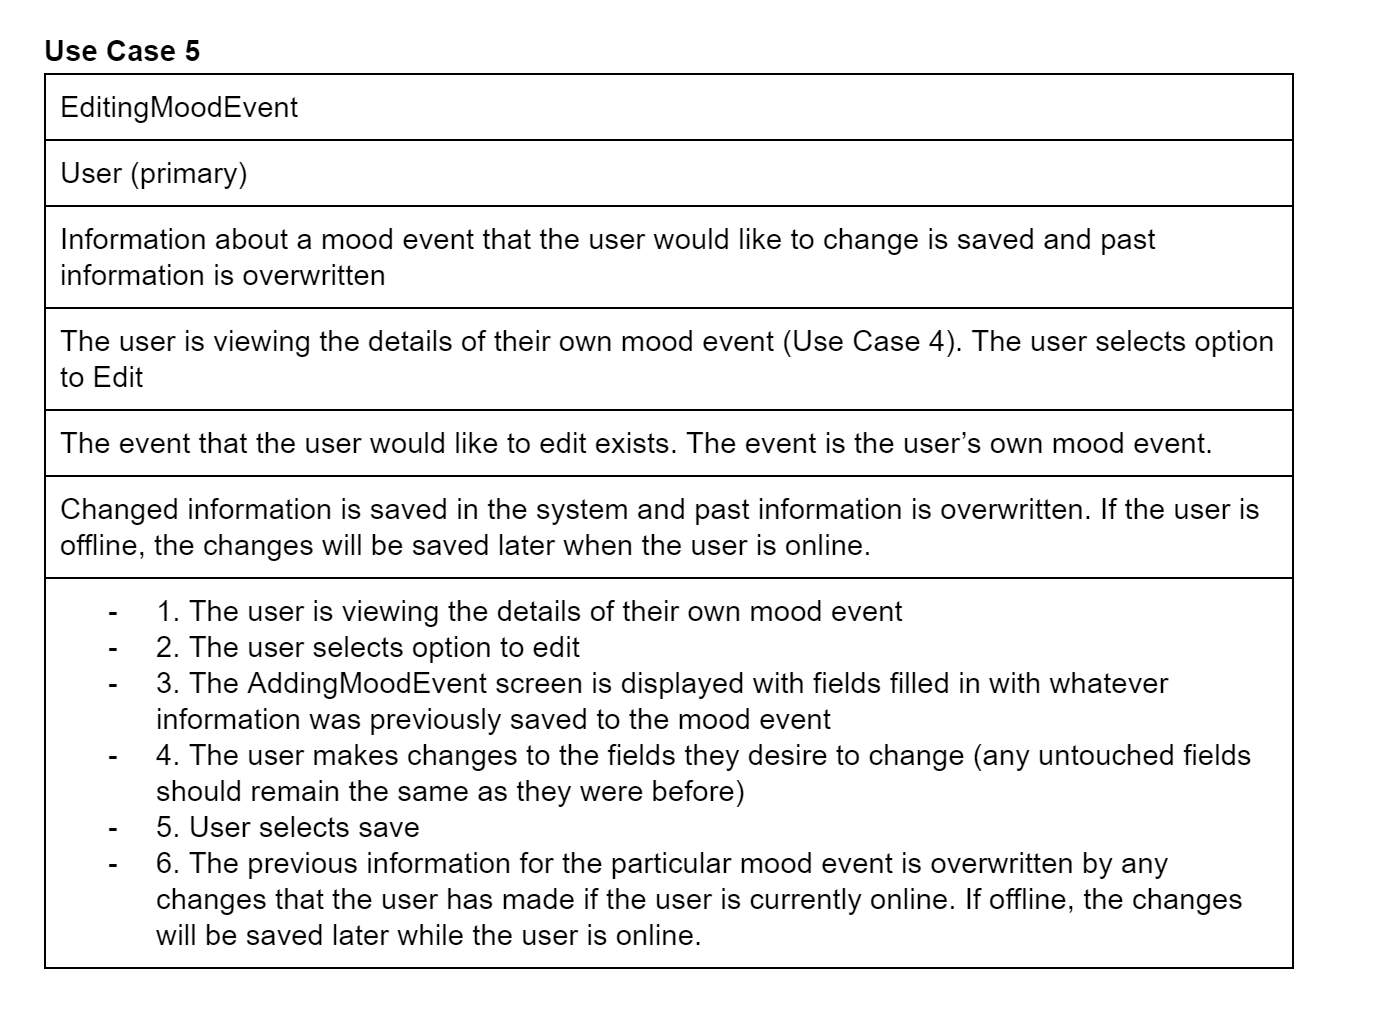 Use Case 5
EditingMoodEvent
User (primary)
Information about a mood event that the user would like to change is saved and past
information is overwritten
The user is viewing the details of their own mood event (Use Case 4). The user selects option
to Edit
The event that the user would like to edit exists. The event is the user’s own mood event.
Changed information is saved in the system and past information is overwritten. If the user is
offline, the changes will be saved later when the user is online.
- 1. The user is viewing the details of their own mood event
- 2. The user selects option to edit
- 3. The AddingMoodEvent screen is displayed with fields filled in with whatever
information was previously saved to the mood event
- 4. The user makes changes to the fields they desire to change (any untouched fields
should remain the same as they were before)
- 5. User selects save
- 6. The previous information for the particular mood event is overwritten by any
changes that the user has made if the user is currently online. If offline, the changes
will be saved later while the user is online.